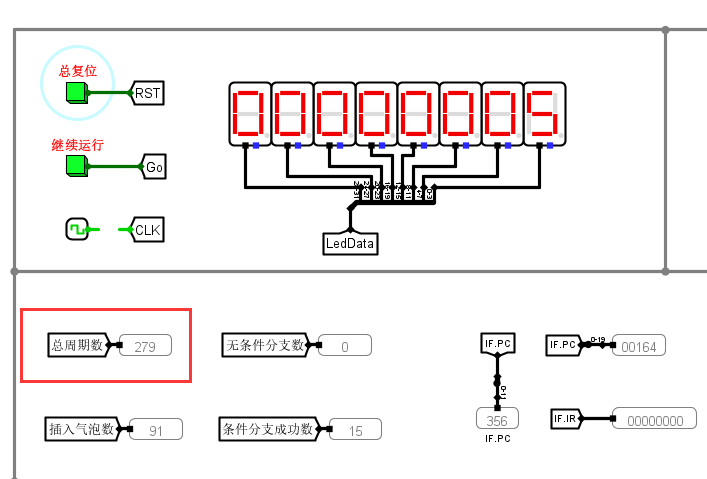 总复位
RST
继续运行
Go
CLK
00000005
LedData
总周期数 279
无条件分支数 0
IF.PC
IF.PC 0-19 00164
插入气泡数 91
条件分支成功数 15
356
IF.PC
IF.IR 00000000